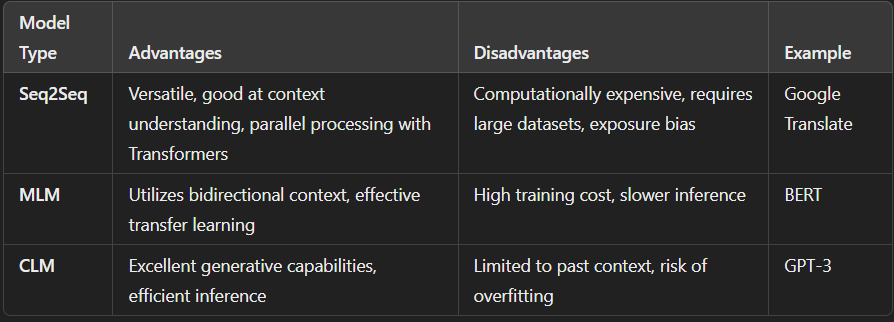 Model
Type
Advantages
Disadvantages
Example
Seq2Seq
Versatile, good at context
understanding, parallel processing with
Transformers
Computationally expensive, requires
large datasets, exposure bias
Google
Translate
MLM
Utilizes bidirectional context, effective
transfer learning
High training cost, slower inference
BERT
CLM
Excellent generative capabilities,
efficient inference
Limited to past context, risk of
overfitting
GPT-3